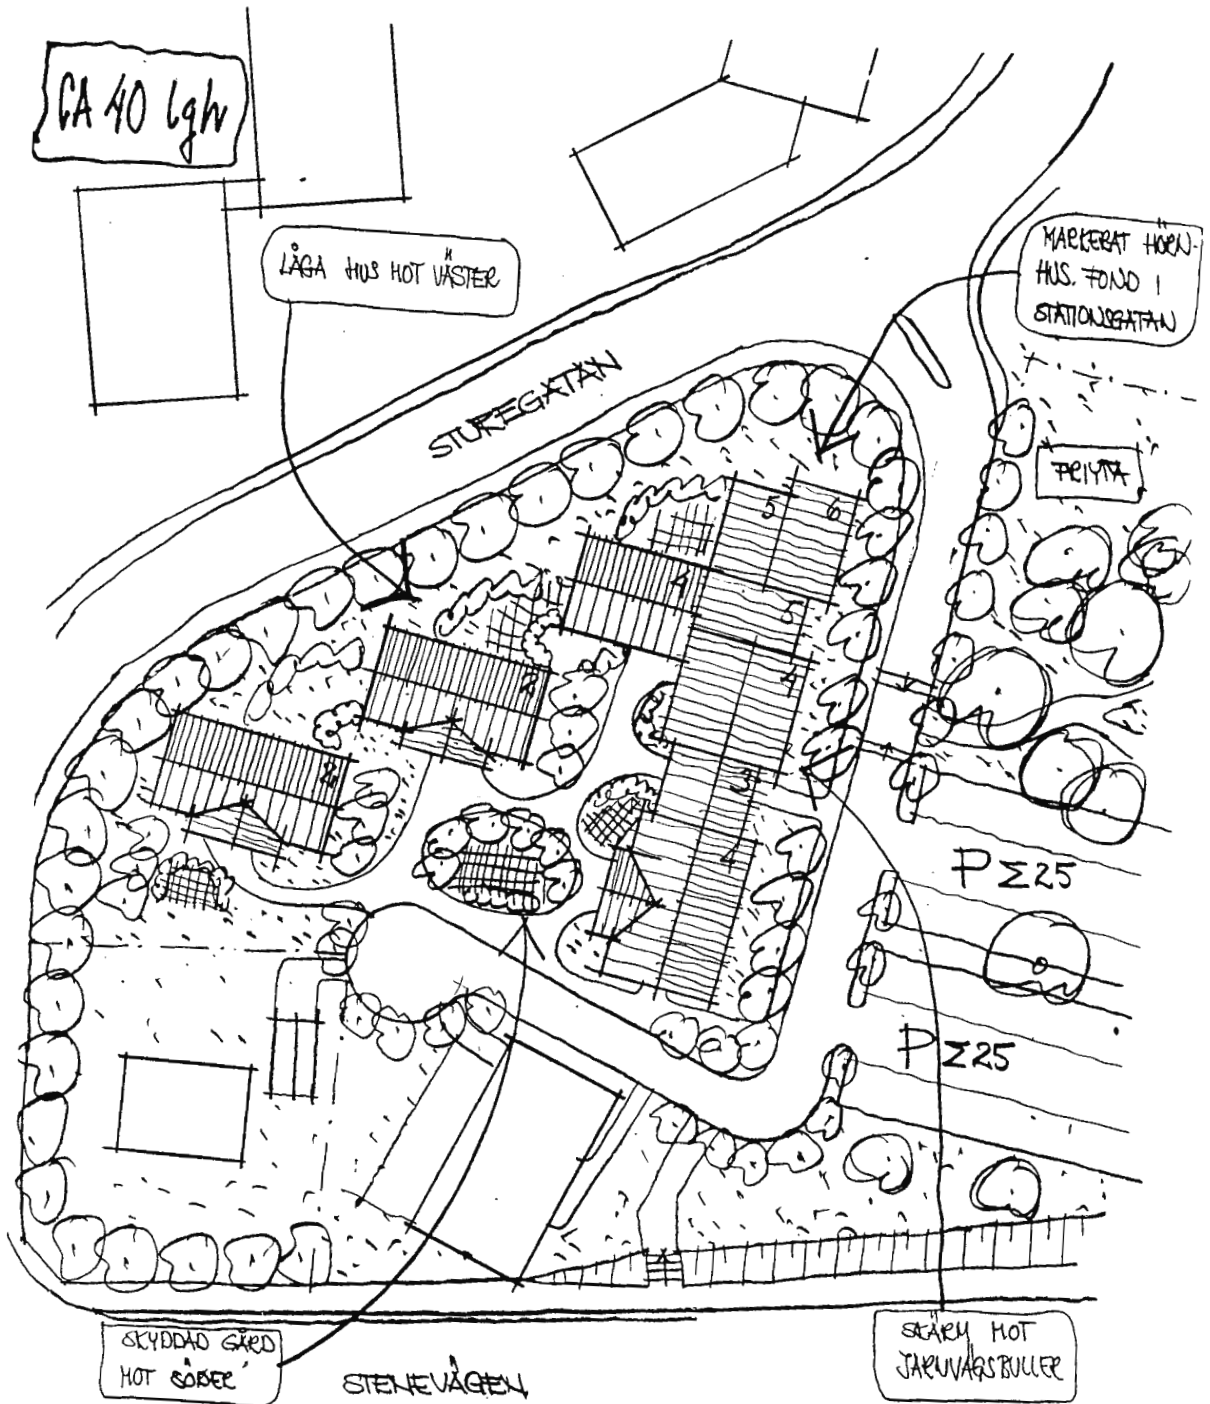 CA 40 lgh
LÅGA HUS MOT VÄSTER
MARKERAT HÖRN-
HUS. FOND I
STATIONSGATAN
STUREGATAN
FRIYTA
5 6
4
5
2
4
2
3
4
P Σ 25
P Σ 25
SKYDDAD GÅRD
MOT SÖDER
STENEVÄGEN
SKÄRM MOT
JÄRNVÄGSBULLER